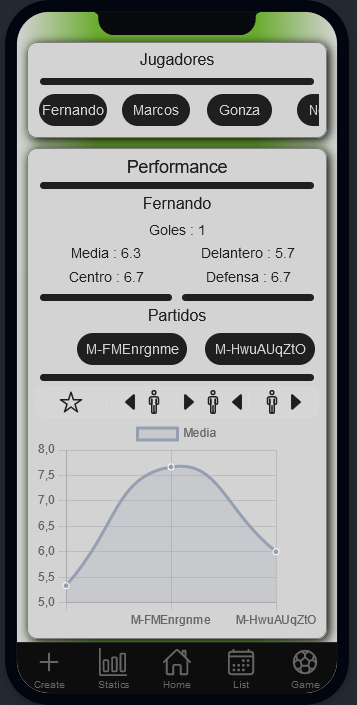 Jugadores
Fernando Marcos Gonza
Performance
Fernando
Goles : 1
Media : 6.3 Delantero : 5.7
Centro : 6.7 Defensa : 6.7
Partidos
M-FMEnrgnme M-HwuAUqZtO
Media
8,0
7,5
7,0
6,5
6,0
5,5
5,0
M-FMEnrgnme M-HwuAUqZtO
Create Statics Home List Game